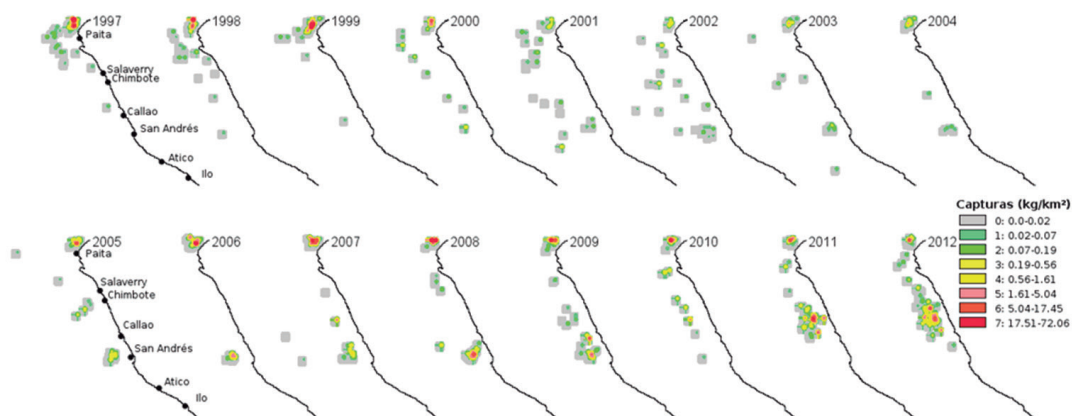 1997 1998 1999 2000 2001 2002 2003 2004
Paita
Salaverry
Chimbote
Callao
San Andrés
Atico
Ilo
2005 2006 2007 2008 2009 2010 2011 2012
Paita
Salaverry
Chimbote
Callao
San Andrés
Atico
Ilo
Capturas (kg/km²)
0: 0.0-0.02
1: 0.02-0.07
2: 0.07-0.19
3: 0.19-0.56
4: 0.56-1.61
5: 1.61-5.04
6: 5.04-17.45
7: 17.51-72.06